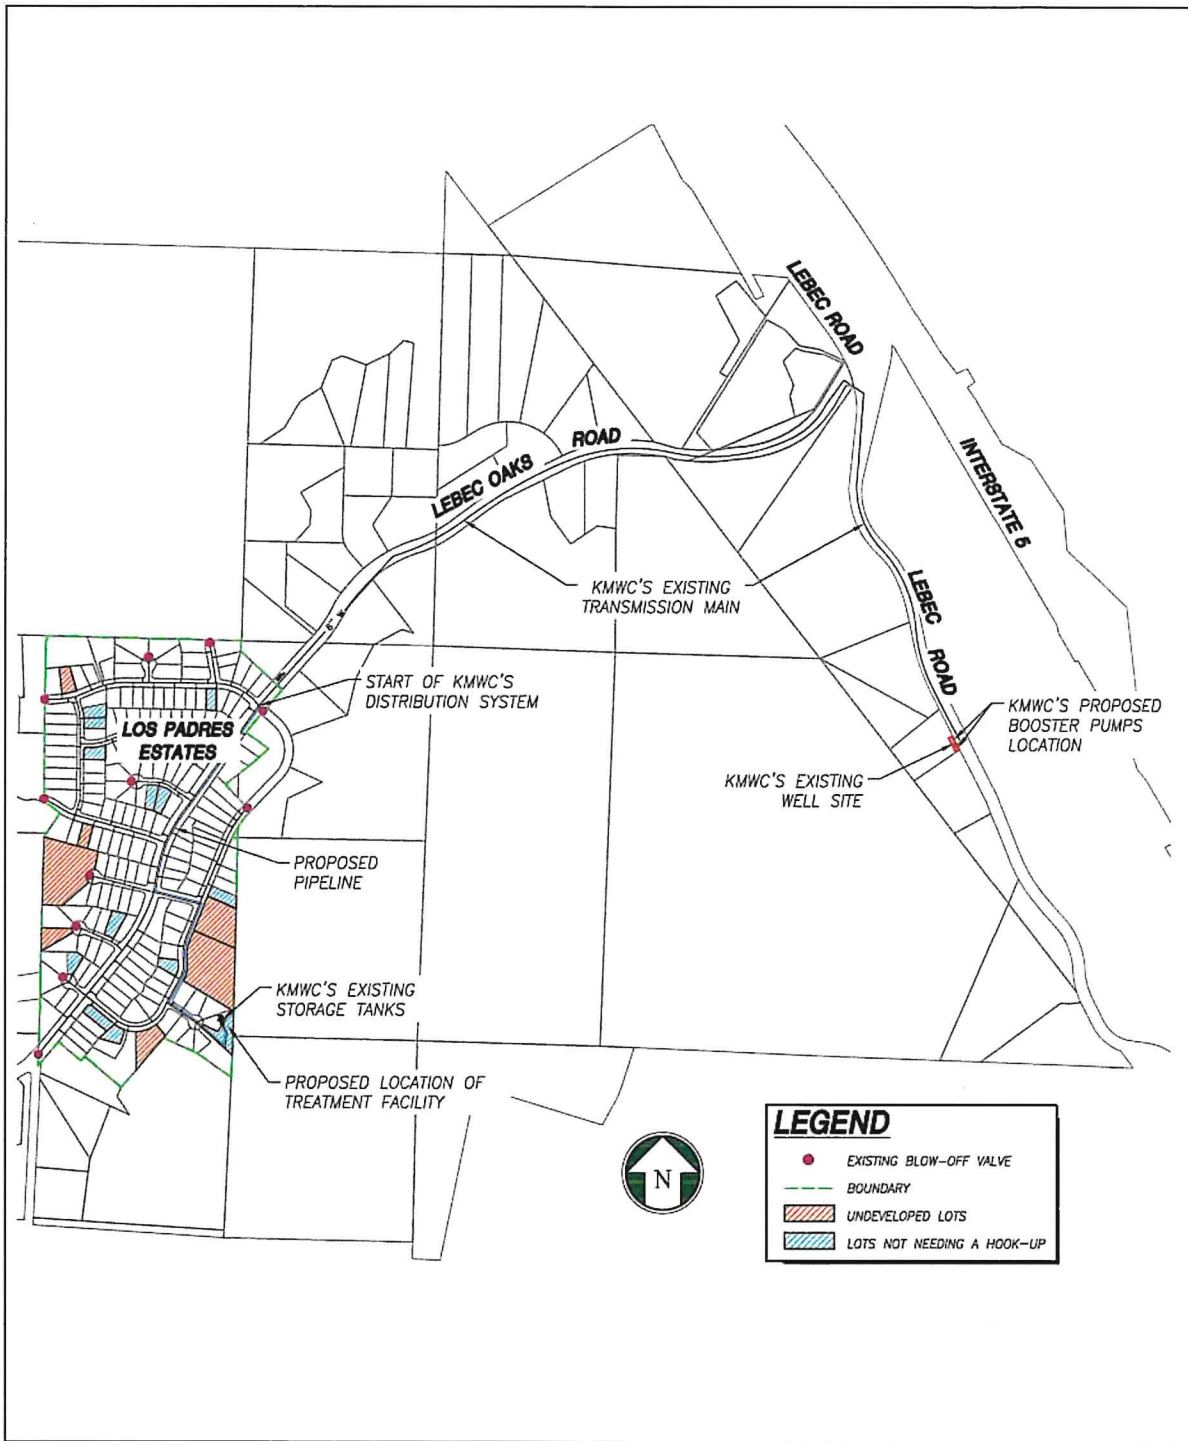 LEBEC ROAD
INTERSTATE 5
LEBEC OAKS ROAD
KMWC'S EXISTING
TRANSMISSION MAIN
LEBEC ROAD
START OF KMWC'S
DISTRIBUTION SYSTEM
LOS PADRES
ESTATES
KMWC'S PROPOSED
BOOSTER PUMPS
LOCATION
KMWC'S EXISTING
WELL SITE
PROPOSED
PIPELINE
KMWC'S EXISTING
STORAGE TANKS
PROPOSED LOCATION OF
TREATMENT FACILITY
N
LEGEND
EXISTING BLOW-OFF VALVE
BOUNDARY
UNDEVELOPED LOTS
LOTS NOT NEEDING A HOOK-UP